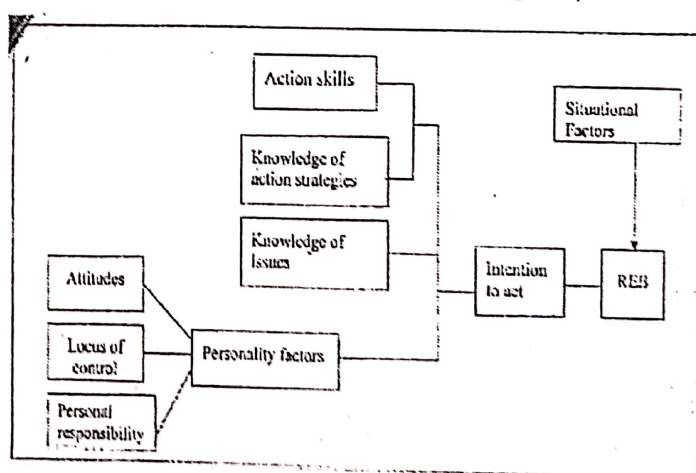 Action skills
Situational
Factors
Knowledge of
action strategies
Knowledge of
Issues
Attitudes
Intention
to act
REB
Locus of
control
Personality factors
Personal
responsibility